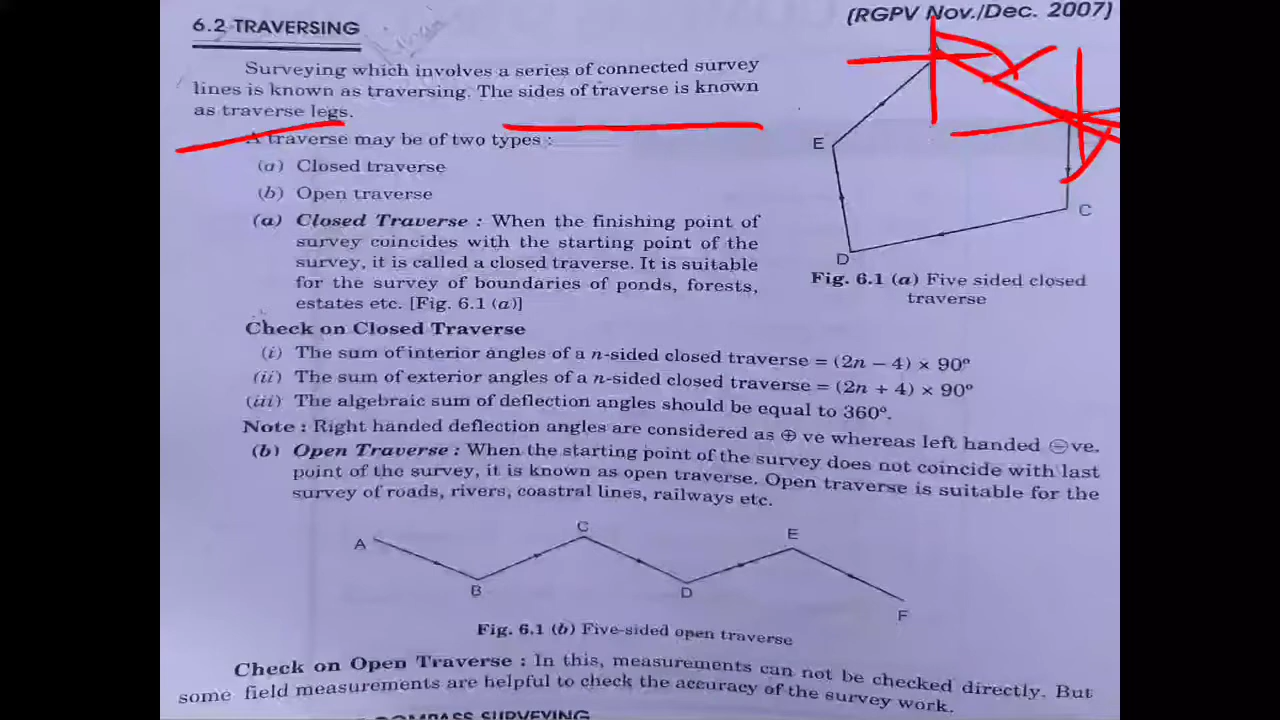 (RGPV Nov./Dec. 2007)
6.2 TRAVERSING
Surveying which involves a series of connected survey
lines is known as traversing. The sides of traverse is known
as traverse legs.
A traverse may be of two types :
(a) Closed traverse
(b) Open traverse
(a) Closed Traverse : When the finishing point of
survey coincides with the starting point of the
survey, it is called a closed traverse. It is suitable
for the survey of boundaries of ponds, forests,
estates etc. [Fig. 6.1 (a)]
E
C
D
Fig. 6.1 (a) Five sided closed
traverse
Check on Closed Traverse
(i) The sum of interior angles of a n-sided closed traverse = (2n – 4) × 90º
(ii) The sum of exterior angles of a n-sided closed traverse = (2n + 4) × 90º
(iii) The algebraic sum of deflection angles should be equal to 360º.
Note : Right handed deflection angles are considered as ⊕ ve whereas left handed ⊖ve.
(b) Open Traverse : When the starting point of the survey does not coincide with last
point of the survey, it is known as open traverse. Open traverse is suitable for the
survey of roads, rivers, coastral lines, railways etc.
A
B
C
D
E
F
Fig. 6.1 (b) Five-sided open traverse
Check on Open Traverse : In this, measurements can not be checked directly. But
some field measurements are helpful to check the accuracy of the survey work.
COMPASS SURVEYING